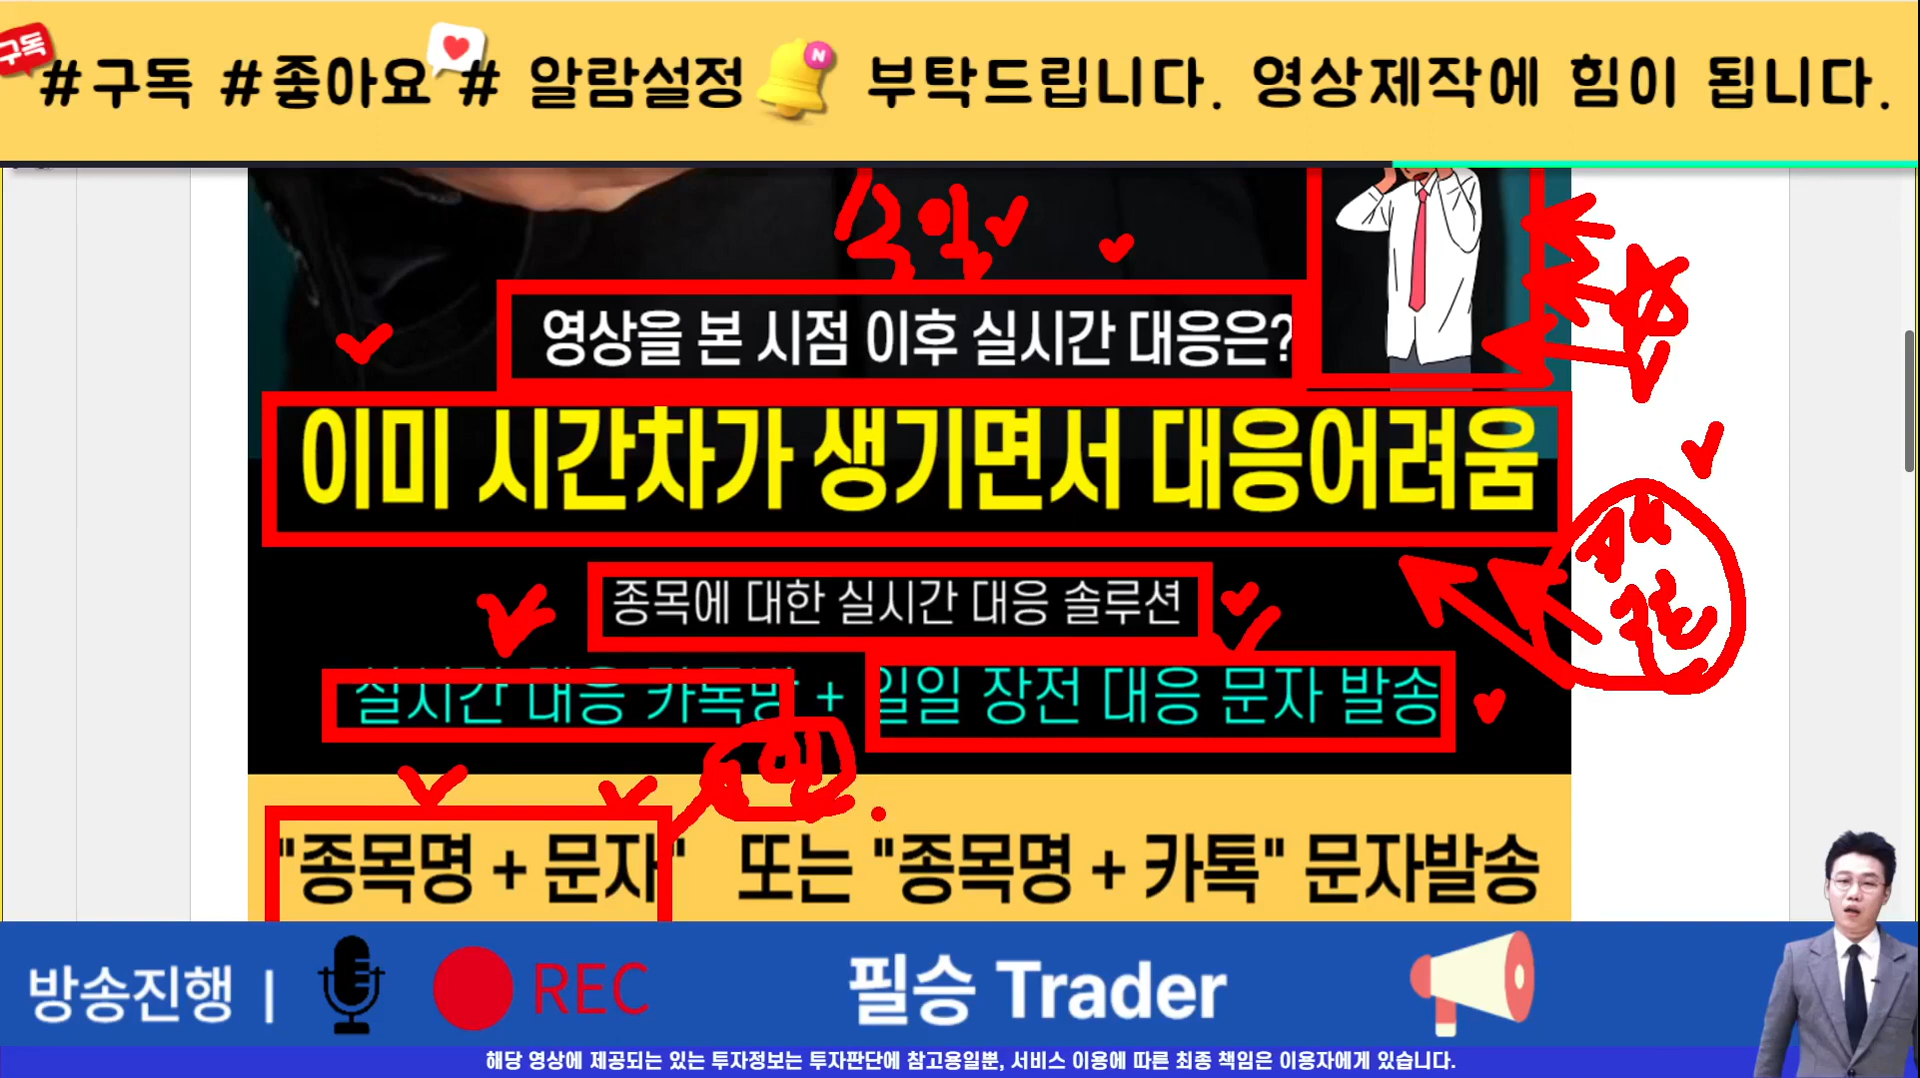 구독
#구독 #좋아요 # 알람설정 N 부탁드립니다. 영상제작에 힘이 됩니다.
영상을 본 시점 이후 실시간 대응은?
이미 시간차가 생기면서 대응어려움
종목에 대한 실시간 대응 솔루션
실시간 대응 카톡방 + 일일 장전 대응 문자 발송
"종목명 + 문자" 또는 "종목명 + 카톡" 문자발송
방송진행 | REC 필승 Trader
해당 영상에 제공되는 있는 투자정보는 투자판단에 참고용일뿐, 서비스 이용에 따른 최종 책임은 이용자에게 있습니다.